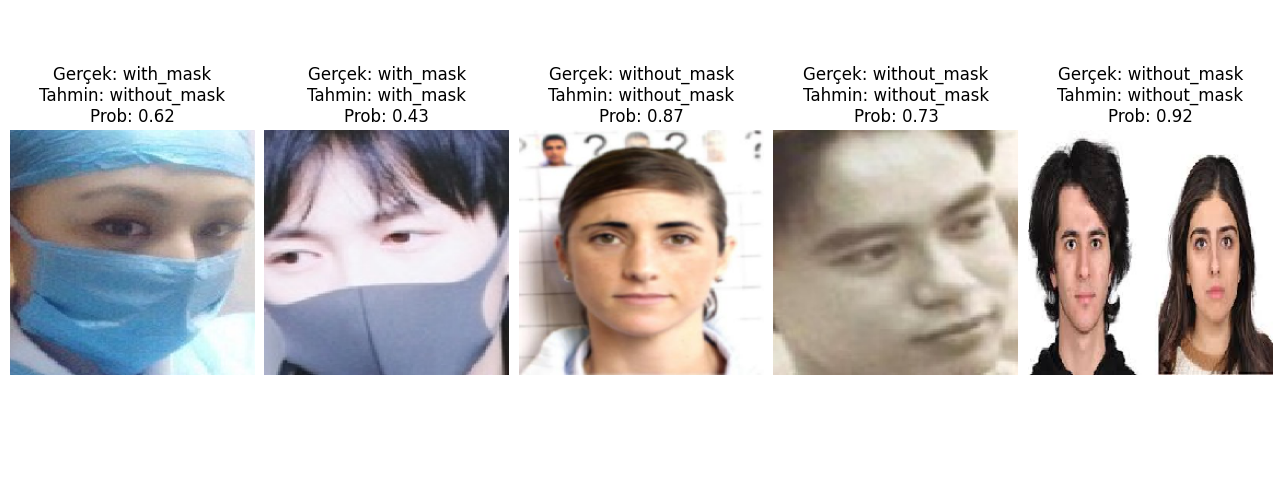 Gerçek: with_mask
Tahmin: without_mask
Prob: 0.62
Gerçek: with_mask
Tahmin: with_mask
Prob: 0.43
Gerçek: without_mask
Tahmin: without_mask
Prob: 0.87
Gerçek: without_mask
Tahmin: without_mask
Prob: 0.73
Gerçek: without_mask
Tahmin: without_mask
Prob: 0.92
? ?